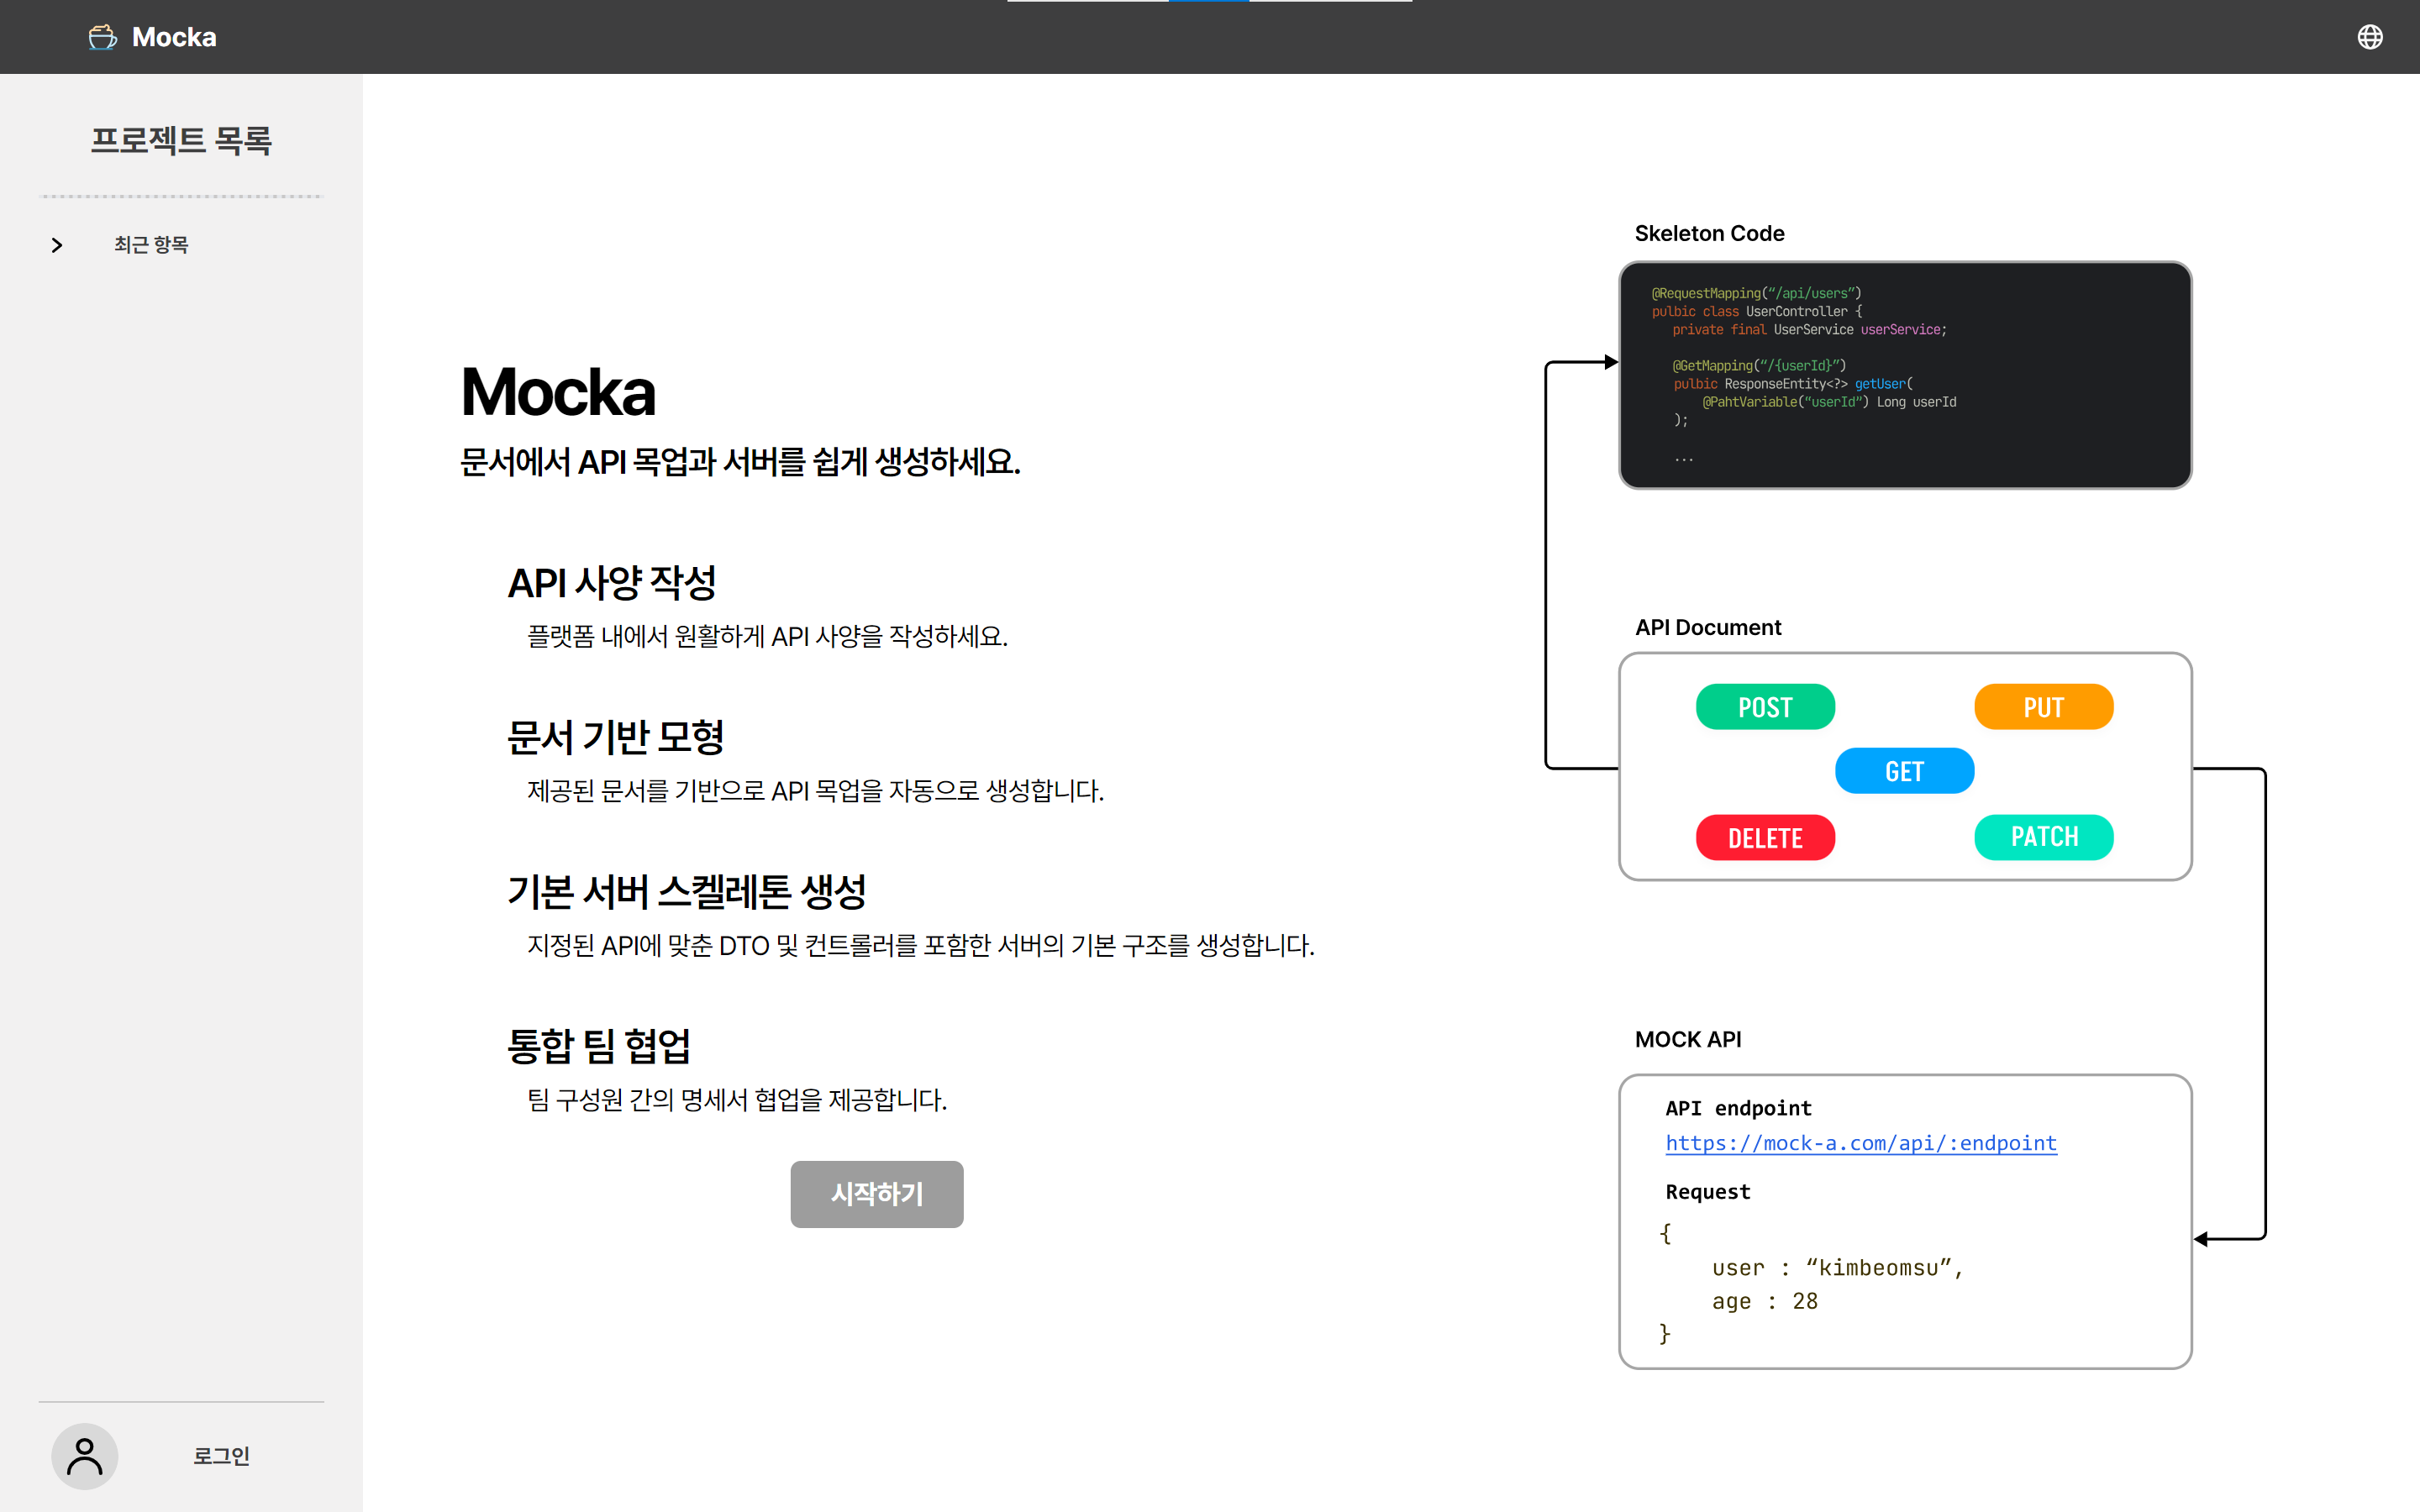 Mocka
프로젝트 목록
최근 항목
로그인
Mocka
문서에서 API 목업과 서버를 쉽게 생성하세요.
API 사양 작성
플랫폼 내에서 원활하게 API 사양을 작성하세요.
문서 기반 모형
제공된 문서를 기반으로 API 목업을 자동으로 생성합니다.
기본 서버 스켈레톤 생성
지정된 API에 맞춘 DTO 및 컨트롤러를 포함한 서버의 기본 구조를 생성합니다.
통합 팀 협업
팀 구성원 간의 명세서 협업을 제공합니다.
시작하기
Skeleton Code
@RequestMapping(“/api/users”)
pulbic class UserController {
private final UserService userService;
@GetMapping(“/{userId}”)
pulbic ResponseEntity<?> getUser(
@PahtVariable(“userId”) Long userId
);
...
API Document
POST
PUT
GET
DELETE
PATCH
MOCK API
API endpoint
https://mock-a.com/api/:endpoint
Request
{
user : “kimbeomsu”,
age : 28
}